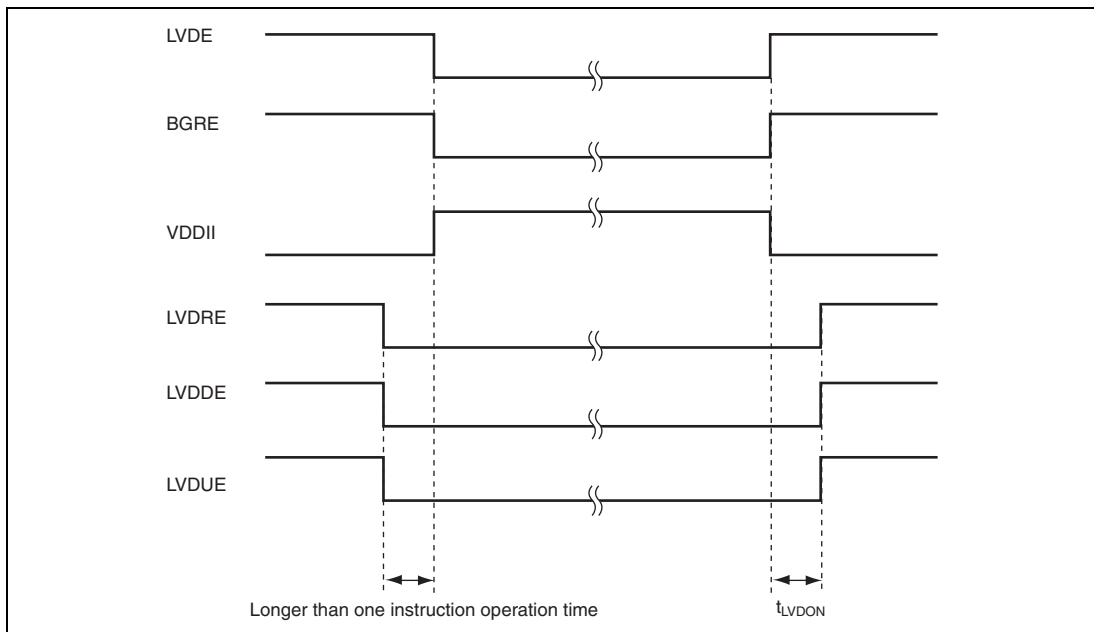 LVDE
BGRE
VDDII
LVDRE
LVDDE
LVDUE
Longer than one instruction operation time
tLVDON